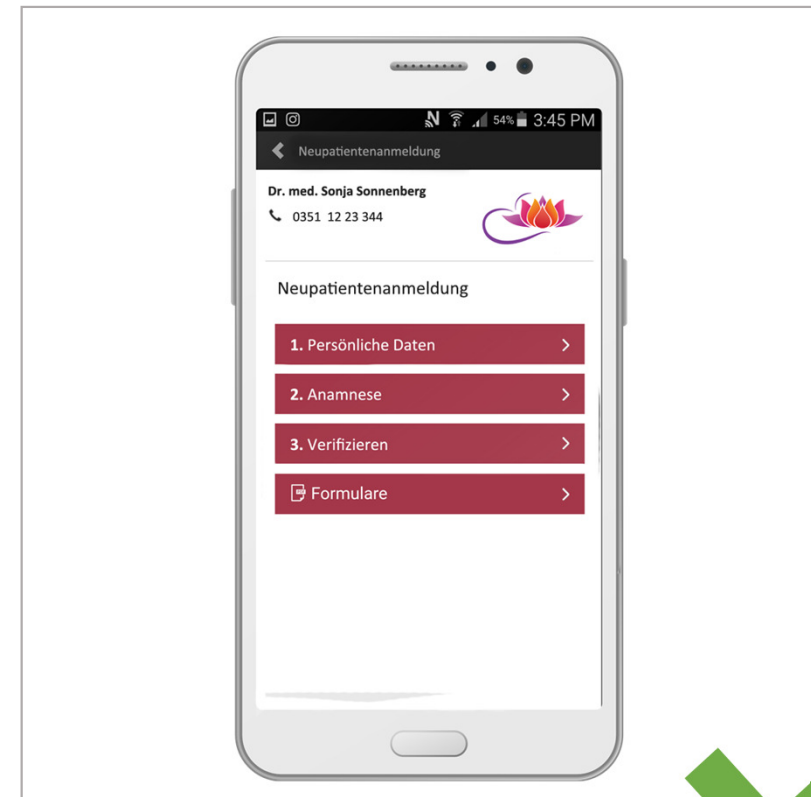 54% 3:45 PM
Neupatientenanmeldung
Dr. med. Sonja Sonnenberg
0351 12 23 344
Neupatientenanmeldung
1. Persönliche Daten
2. Anamnese
3. Verifizieren
Formulare